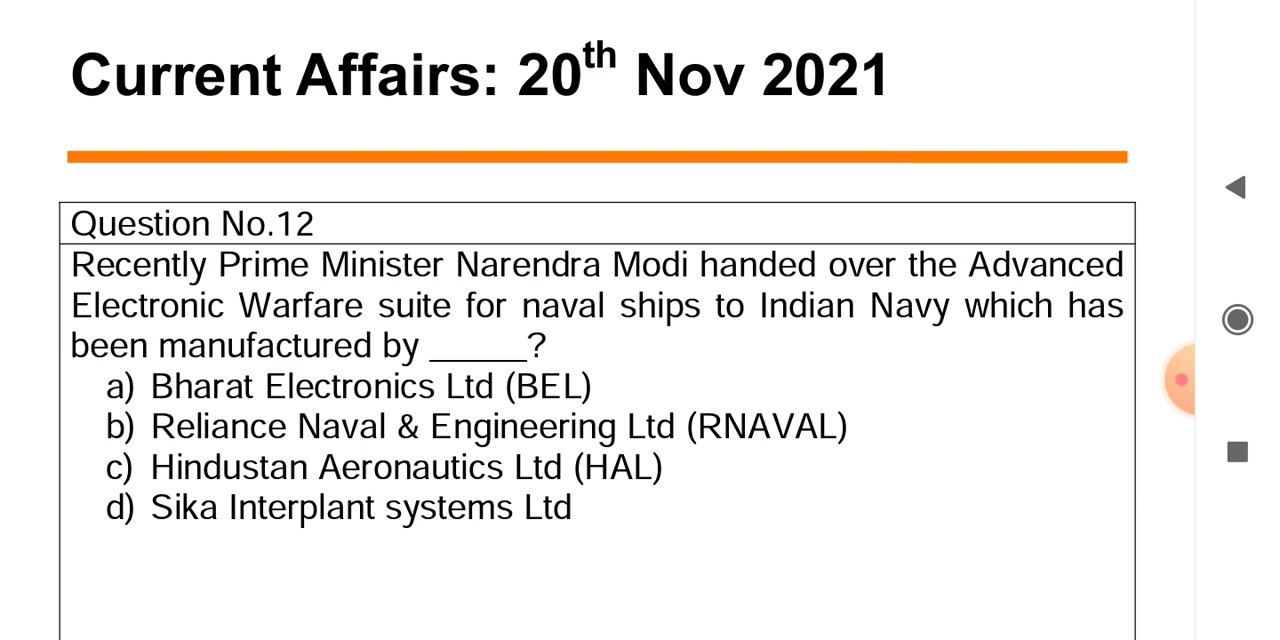 Current Affairs: 20th Nov 2021
Question No.12
Recently Prime Minister Narendra Modi handed over the Advanced
Electronic Warfare suite for naval ships to Indian Navy which has
been manufactured by ______?
a) Bharat Electronics Ltd (BEL)
b) Reliance Naval & Engineering Ltd (RNAVAL)
c) Hindustan Aeronautics Ltd (HAL)
d) Sika Interplant systems Ltd